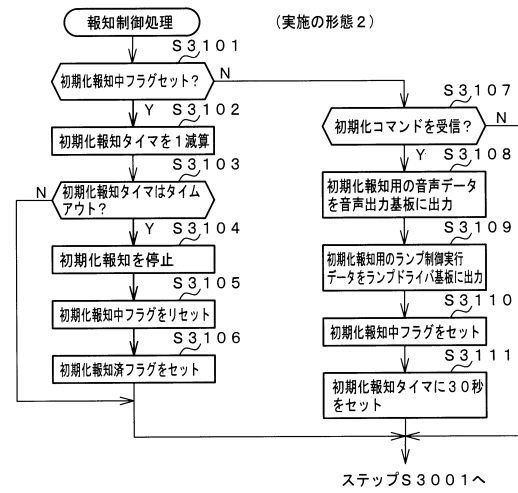 報知制御処理
(実施の形態2)
S3101
初期化報知中フラグセット?
N
Y
S3102
初期化報知タイマを1減算
S3103
初期化報知タイマはタイム
アウト?
N
Y
S3104
初期化報知を停止
S3105
初期化報知中フラグをリセット
S3106
初期化報知済フラグをセット
S3107
初期化コマンドを受信?
N
Y
S3108
初期化報知用の音声データ
を音声出力基板に出力
S3109
初期化報知用のランプ制御実行
データをランプドライバ基板に出力
S3110
初期化報知中フラグをセット
S3111
初期化報知タイマに30秒
をセット
ステップS3001へ